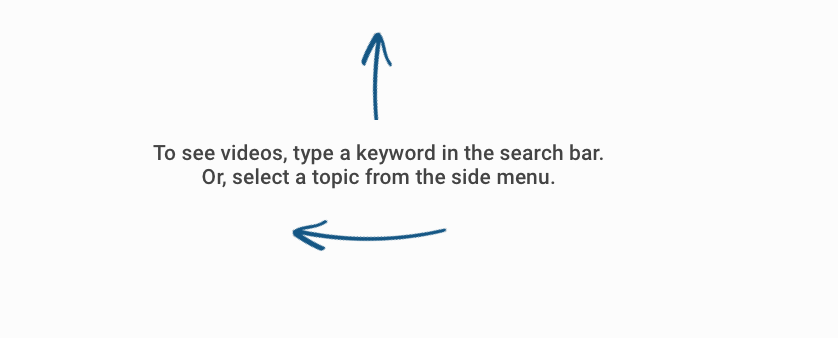 To see videos, type a keyword in the search bar.
Or, select a topic from the side menu.